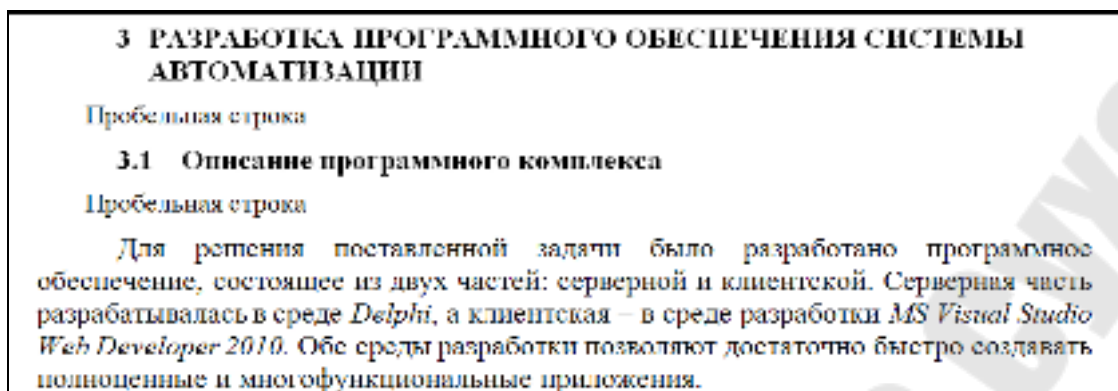 3 РАЗРАБОТКА ПРОГРАММНОГО ОБЕСПЕЧЕНИЯ СИСТЕМЫ
АВТОМАТИЗАЦИИ
Пробельная строка
3.1 Описание программного комплекса
Пробельная строка
Для решения поставленной задачи было разработано программное
обеспечение, состоящее из двух частей: серверной и клиентской. Серверная часть
разрабатывалась в среде Delphi, а клиентская – в среде разработки MS Visual Studio
Web Developer 2010. Обе среды разработки позволяют достаточно быстро создавать
полноценные и многофункциональные приложения.